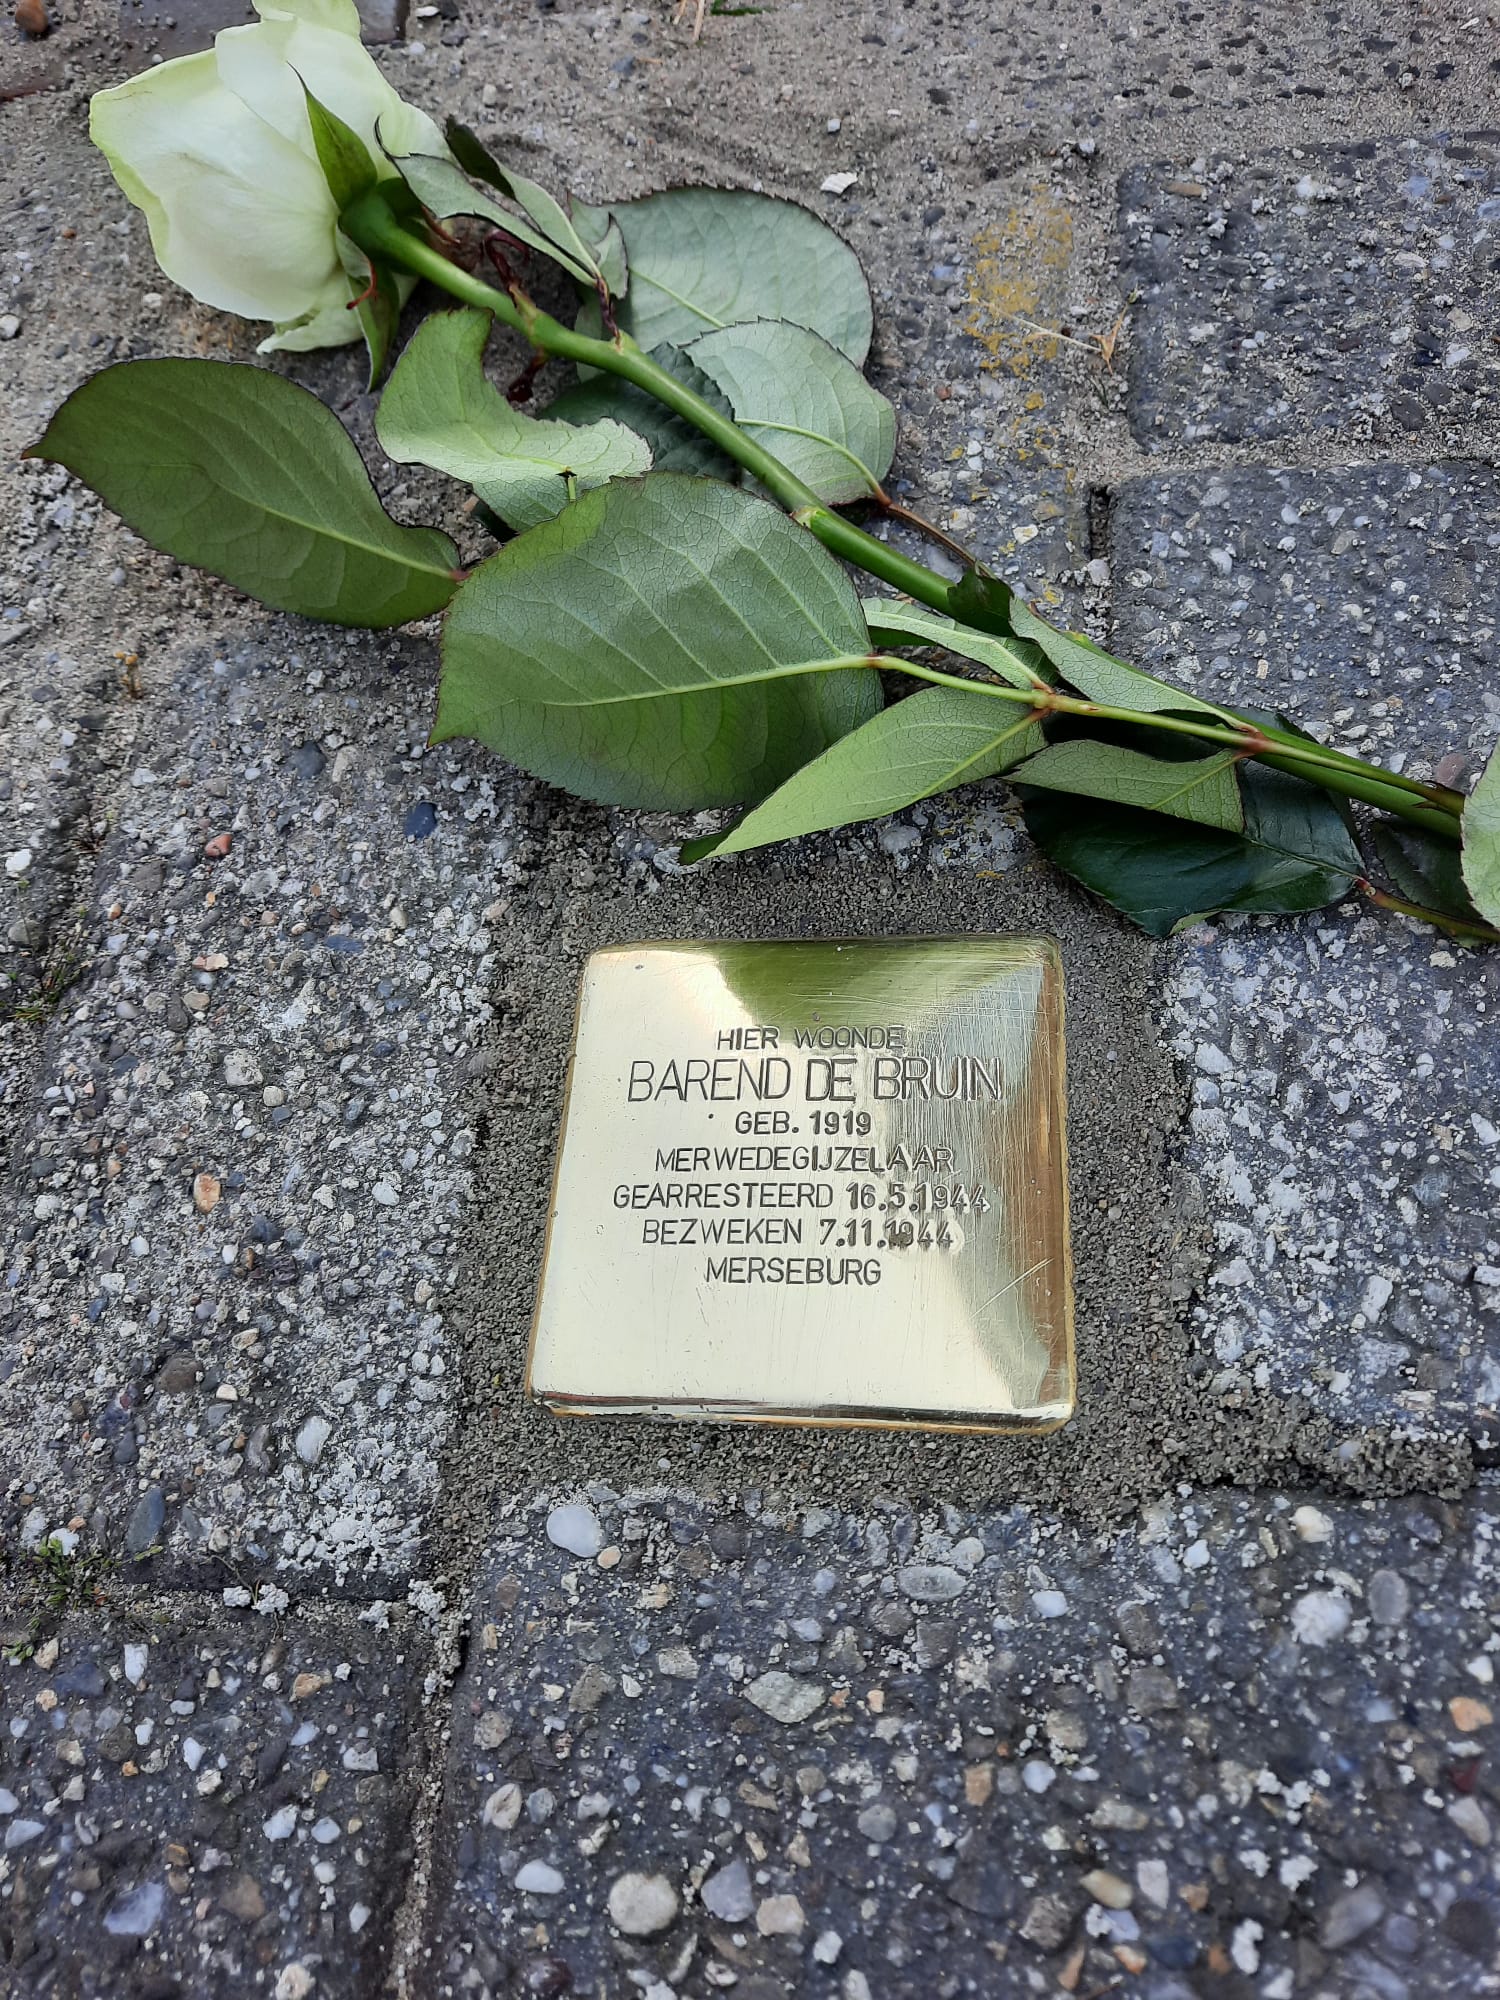 HIER WOONDE
BAREND DE BRUIN
GEB. 1919
MERWEDEGIJZELAAR
GEARRESTEERD 16.5.1944
BEZWEKEN 7.11.1944
MERSEBURG